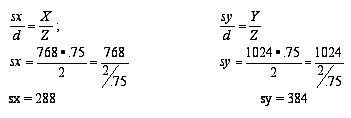 sx/d = X/Z ; sy/d = Y/Z
sx = 768 • .75 / 2 = 768 / 2/.75 sy = 1024 • .75 / 2 = 1024 / 2/.75
sx = 288 sy = 384